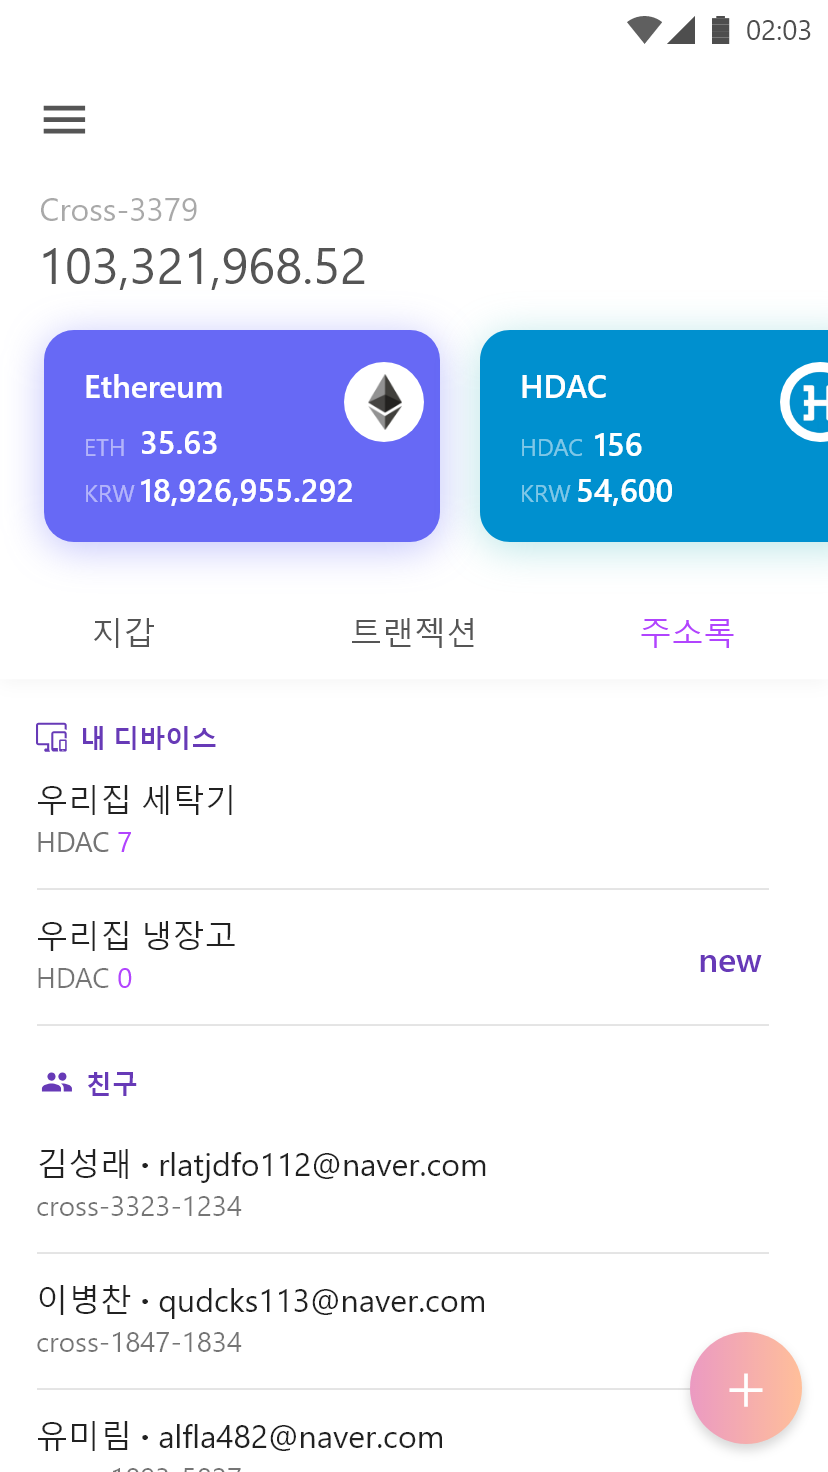 02:03
Cross-3379
103,321,968.52
Ethereum
ETH 35.63
KRW 18,926,955.292
HDAC
HDAC 156
KRW 54,600
지갑 트랜젝션 주소록
내 디바이스
우리집 세탁기
HDAC 7
우리집 냉장고
HDAC 0
new
친구
김성래 • rlatjdfo112@naver.com
cross-3323-1234
이병찬 • qudcks113@naver.com
cross-1847-1834
유미림 • alfla482@naver.com